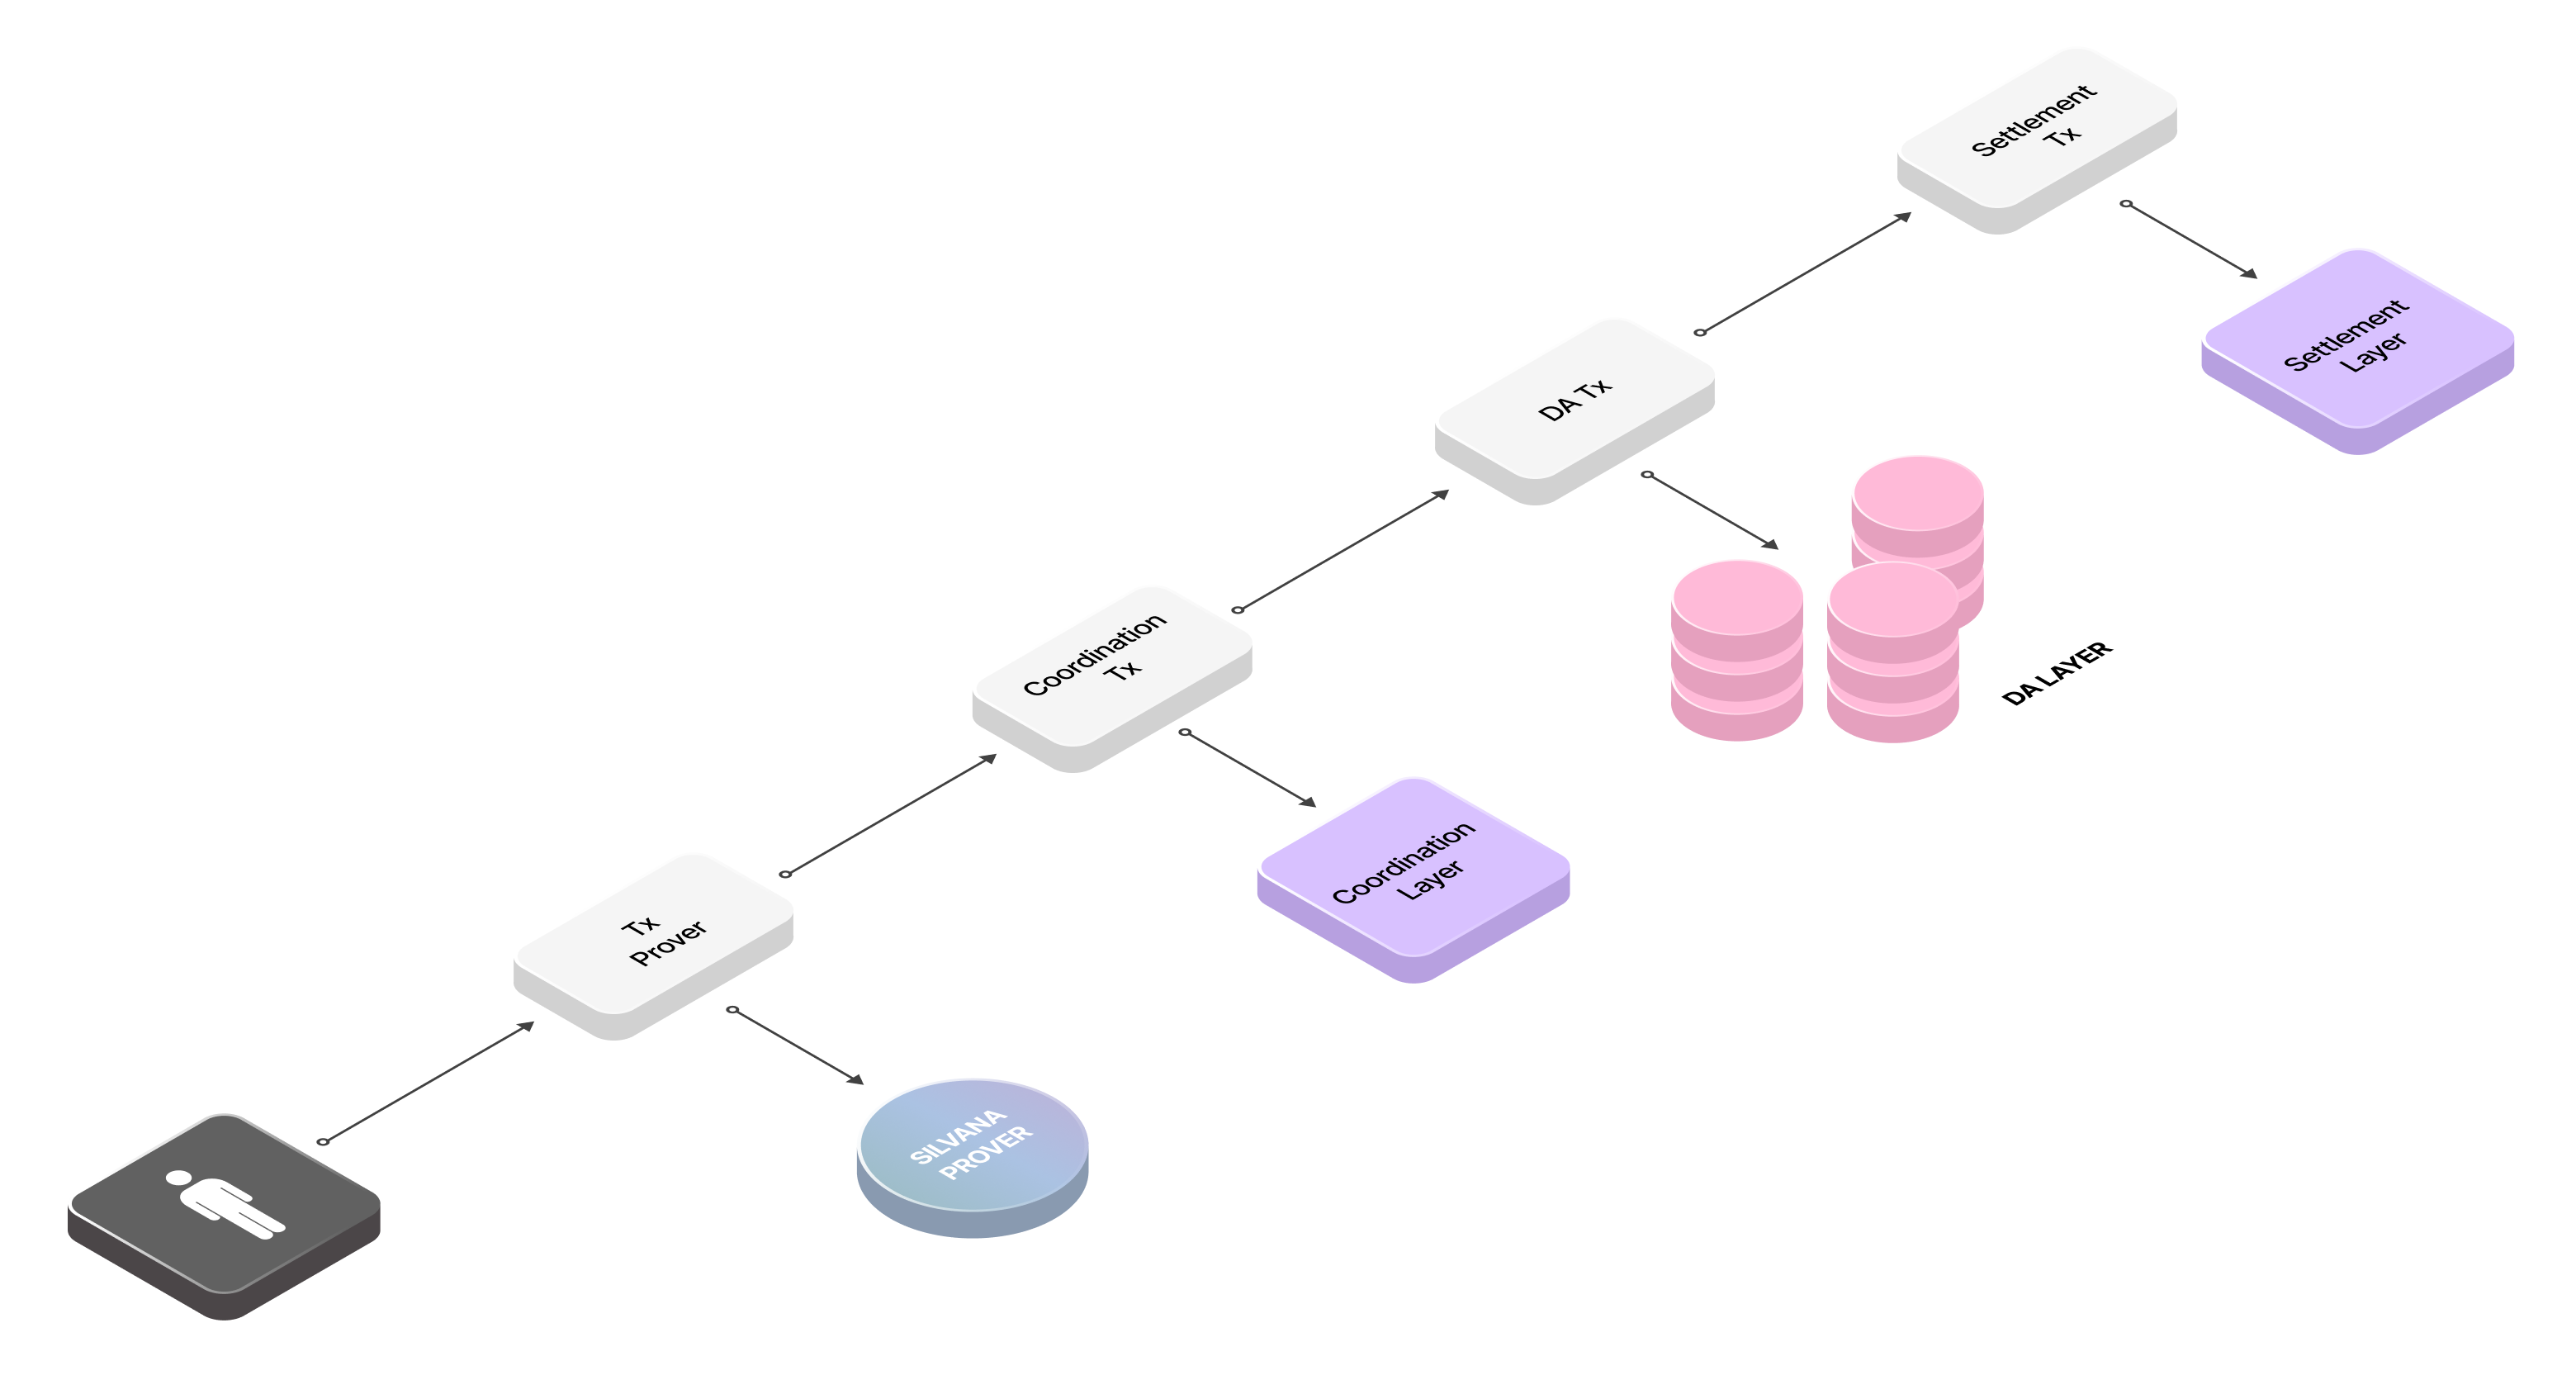 Settlement
Tx
Settlement
Layer
DA Tx
DA LAYER
Coordination
Tx
Coordination
Layer
Tx
Prover
SILVANA
PROVER